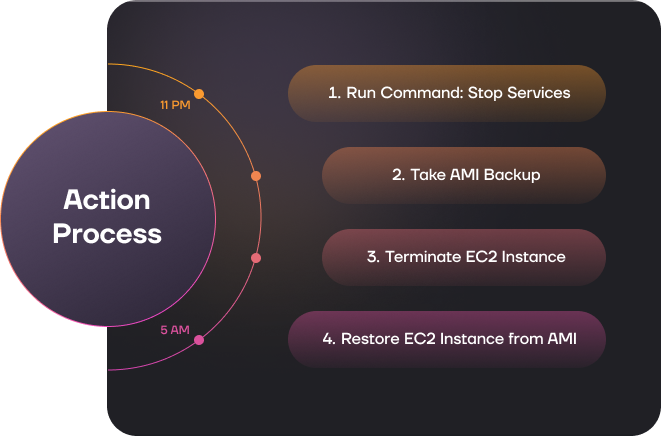 Action
Process
11 PM
5 AM
1. Run Command: Stop Services
2. Take AMI Backup
3. Terminate EC2 Instance
4. Restore EC2 Instance from AMI